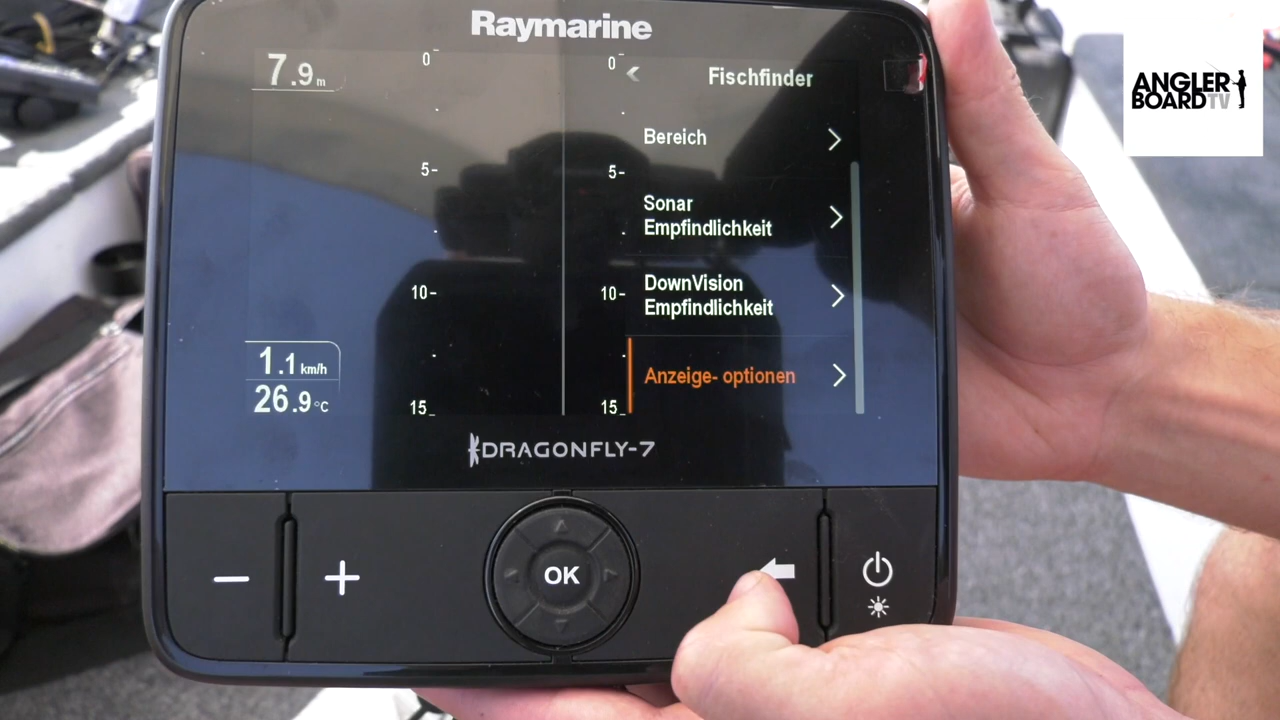 Raymarine
7.9 m
0
0
Fischfinder
ANGLER
BOARD TV
Bereich
5
5
Sonar
Empfindlichkeit
DownVision
Empfindlichkeit
10
10
1.1 km/h
26.9 °C
Anzeige- optionen
15
15
DRAGONFLY-7
OK